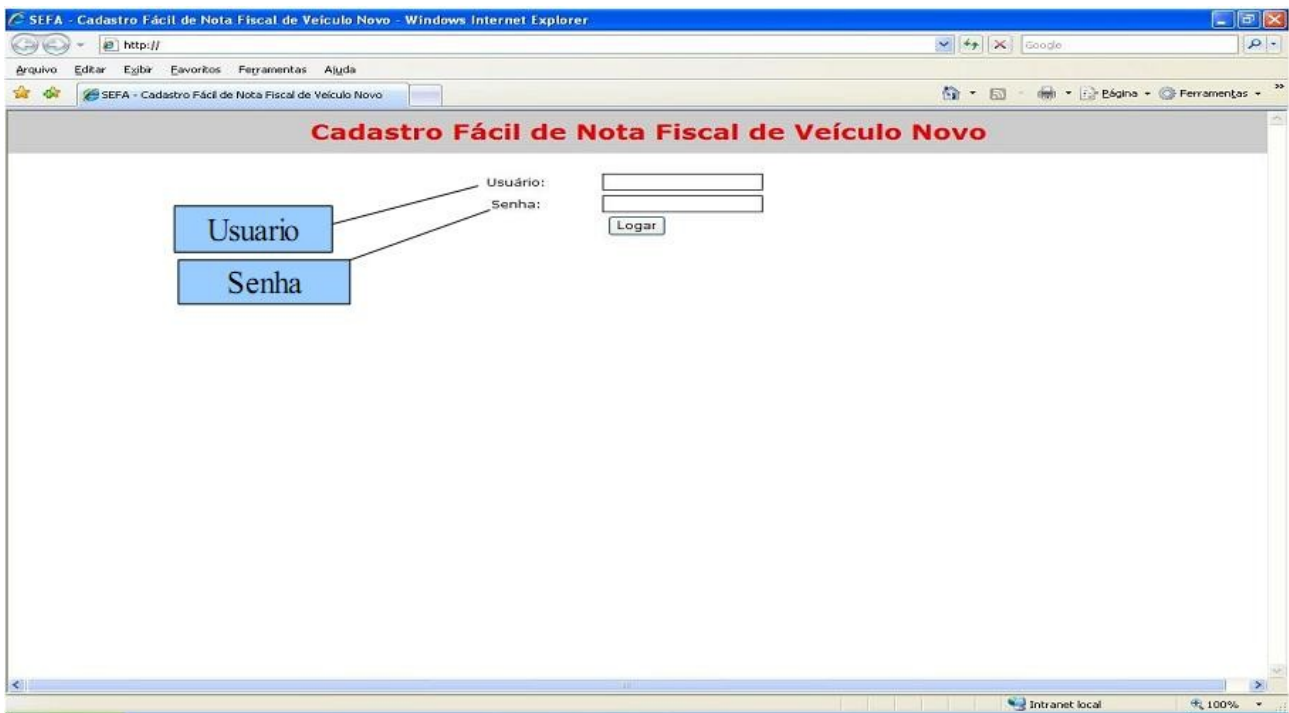 SEFA - Cadastro Fácil de Nota Fiscal de Veículo Novo - Windows Internet Explorer
http://
Google
Arquivo Editar Exibir Favoritos Ferramentas Ajuda
SEFA - Cadastro Fácil de Nota Fiscal de Veículo Novo
Página Ferramentas
Cadastro Fácil de Nota Fiscal de Veículo Novo
Usuário:
Senha:
Logar
Usuario
Senha
Intranet local
100%